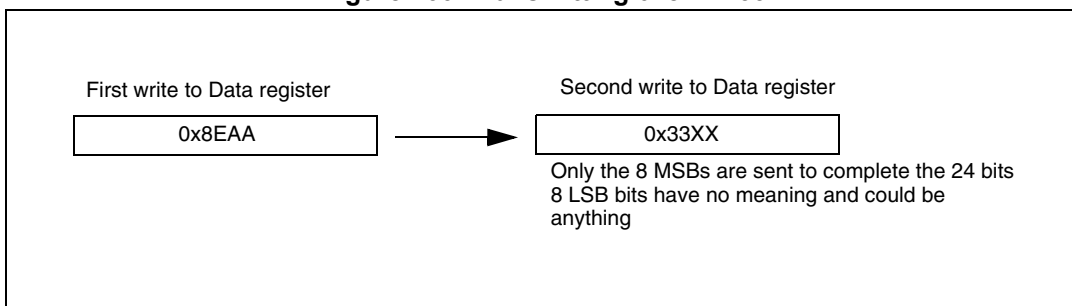 First write to Data register
Second write to Data register
0x8EAA
0x33XX
Only the 8 MSBs are sent to complete the 24 bits
8 LSB bits have no meaning and could be
anything